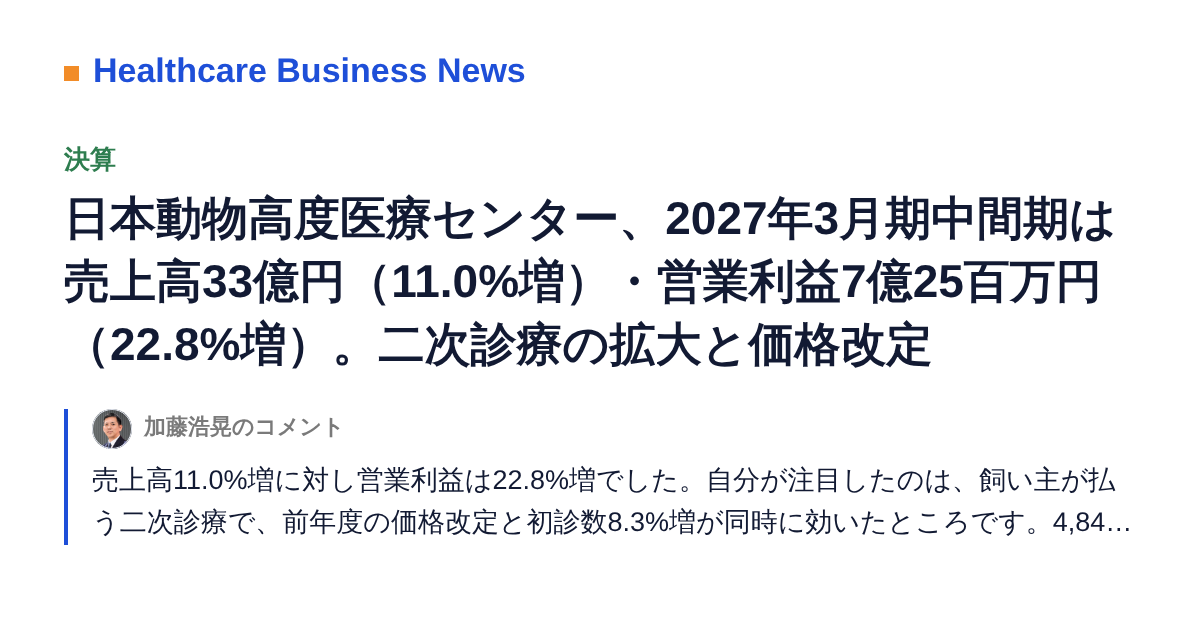 Healthcare Business News
決算
日本動物高度医療センター、2027年3月期中間期は
売上高33億円（11.0%増）・営業利益7億25百万円
（22.8%増）。二次診療の拡大と価格改定
加藤浩晃のコメント
売上高11.0%増に対し営業利益は22.8%増でした。自分が注目したのは、飼い主が払
う二次診療で、前年度の価格改定と初診数8.3%増が同時に効いたところです。4,84…